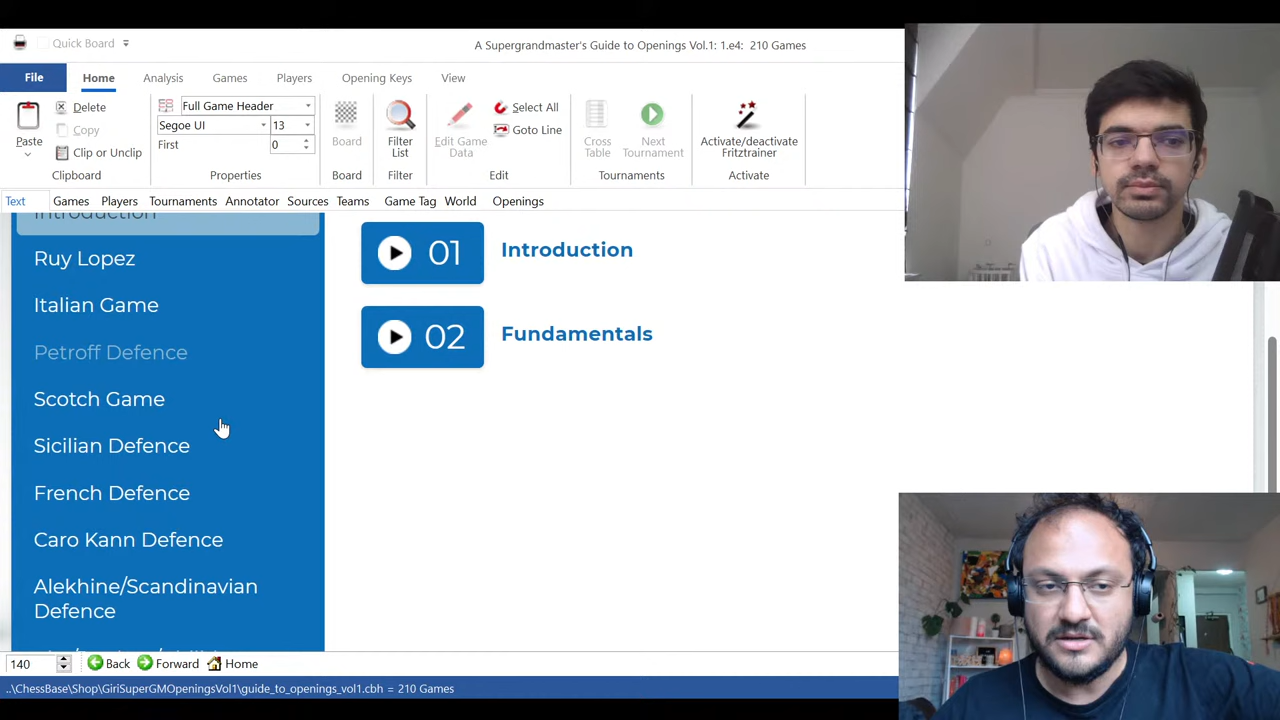 Quick Board
A Supergrandmaster's Guide to Openings Vol.1: 1.e4: 210 Games
File Home Analysis Games Players Opening Keys View
Paste
Delete
Copy
Clip or Unclip
Clipboard
Full Game Header
Segoe UI 13
First 0
Properties
Board
Board
Filter
List
Filter
Edit Game
Data
Select All
Goto Line
Edit
Cross
Table
Next
Tournament
Tournaments
Activate/deactivate
Fritztrainer
Activate
Text Games Players Tournaments Annotator Sources Teams Game Tag World Openings
Introduction
Ruy Lopez
Italian Game
Petroff Defence
Scotch Game
Sicilian Defence
French Defence
Caro Kann Defence
Alekhine/Scandinavian
Defence
01 Introduction
02 Fundamentals
140 Back Forward Home
..\ChessBase\Shop\GiriSuperGMOpeningsVol1\guide_to_openings_vol1.cbh = 210 Games